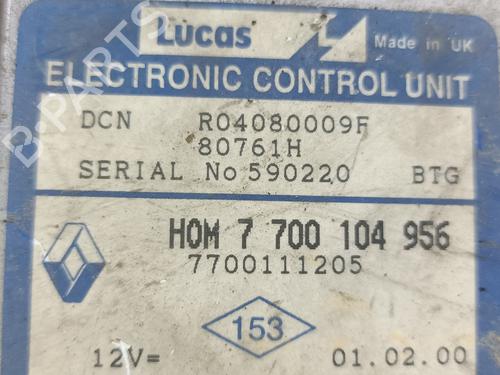 Lucas
Made in UK
ELECTRONIC CONTROL UNIT
DCN R04080009F
80761H
SERIAL No 590220 BTG
HOM 7 700 104 956
7700111205
153
12V= 01.02.00
B-PARTS